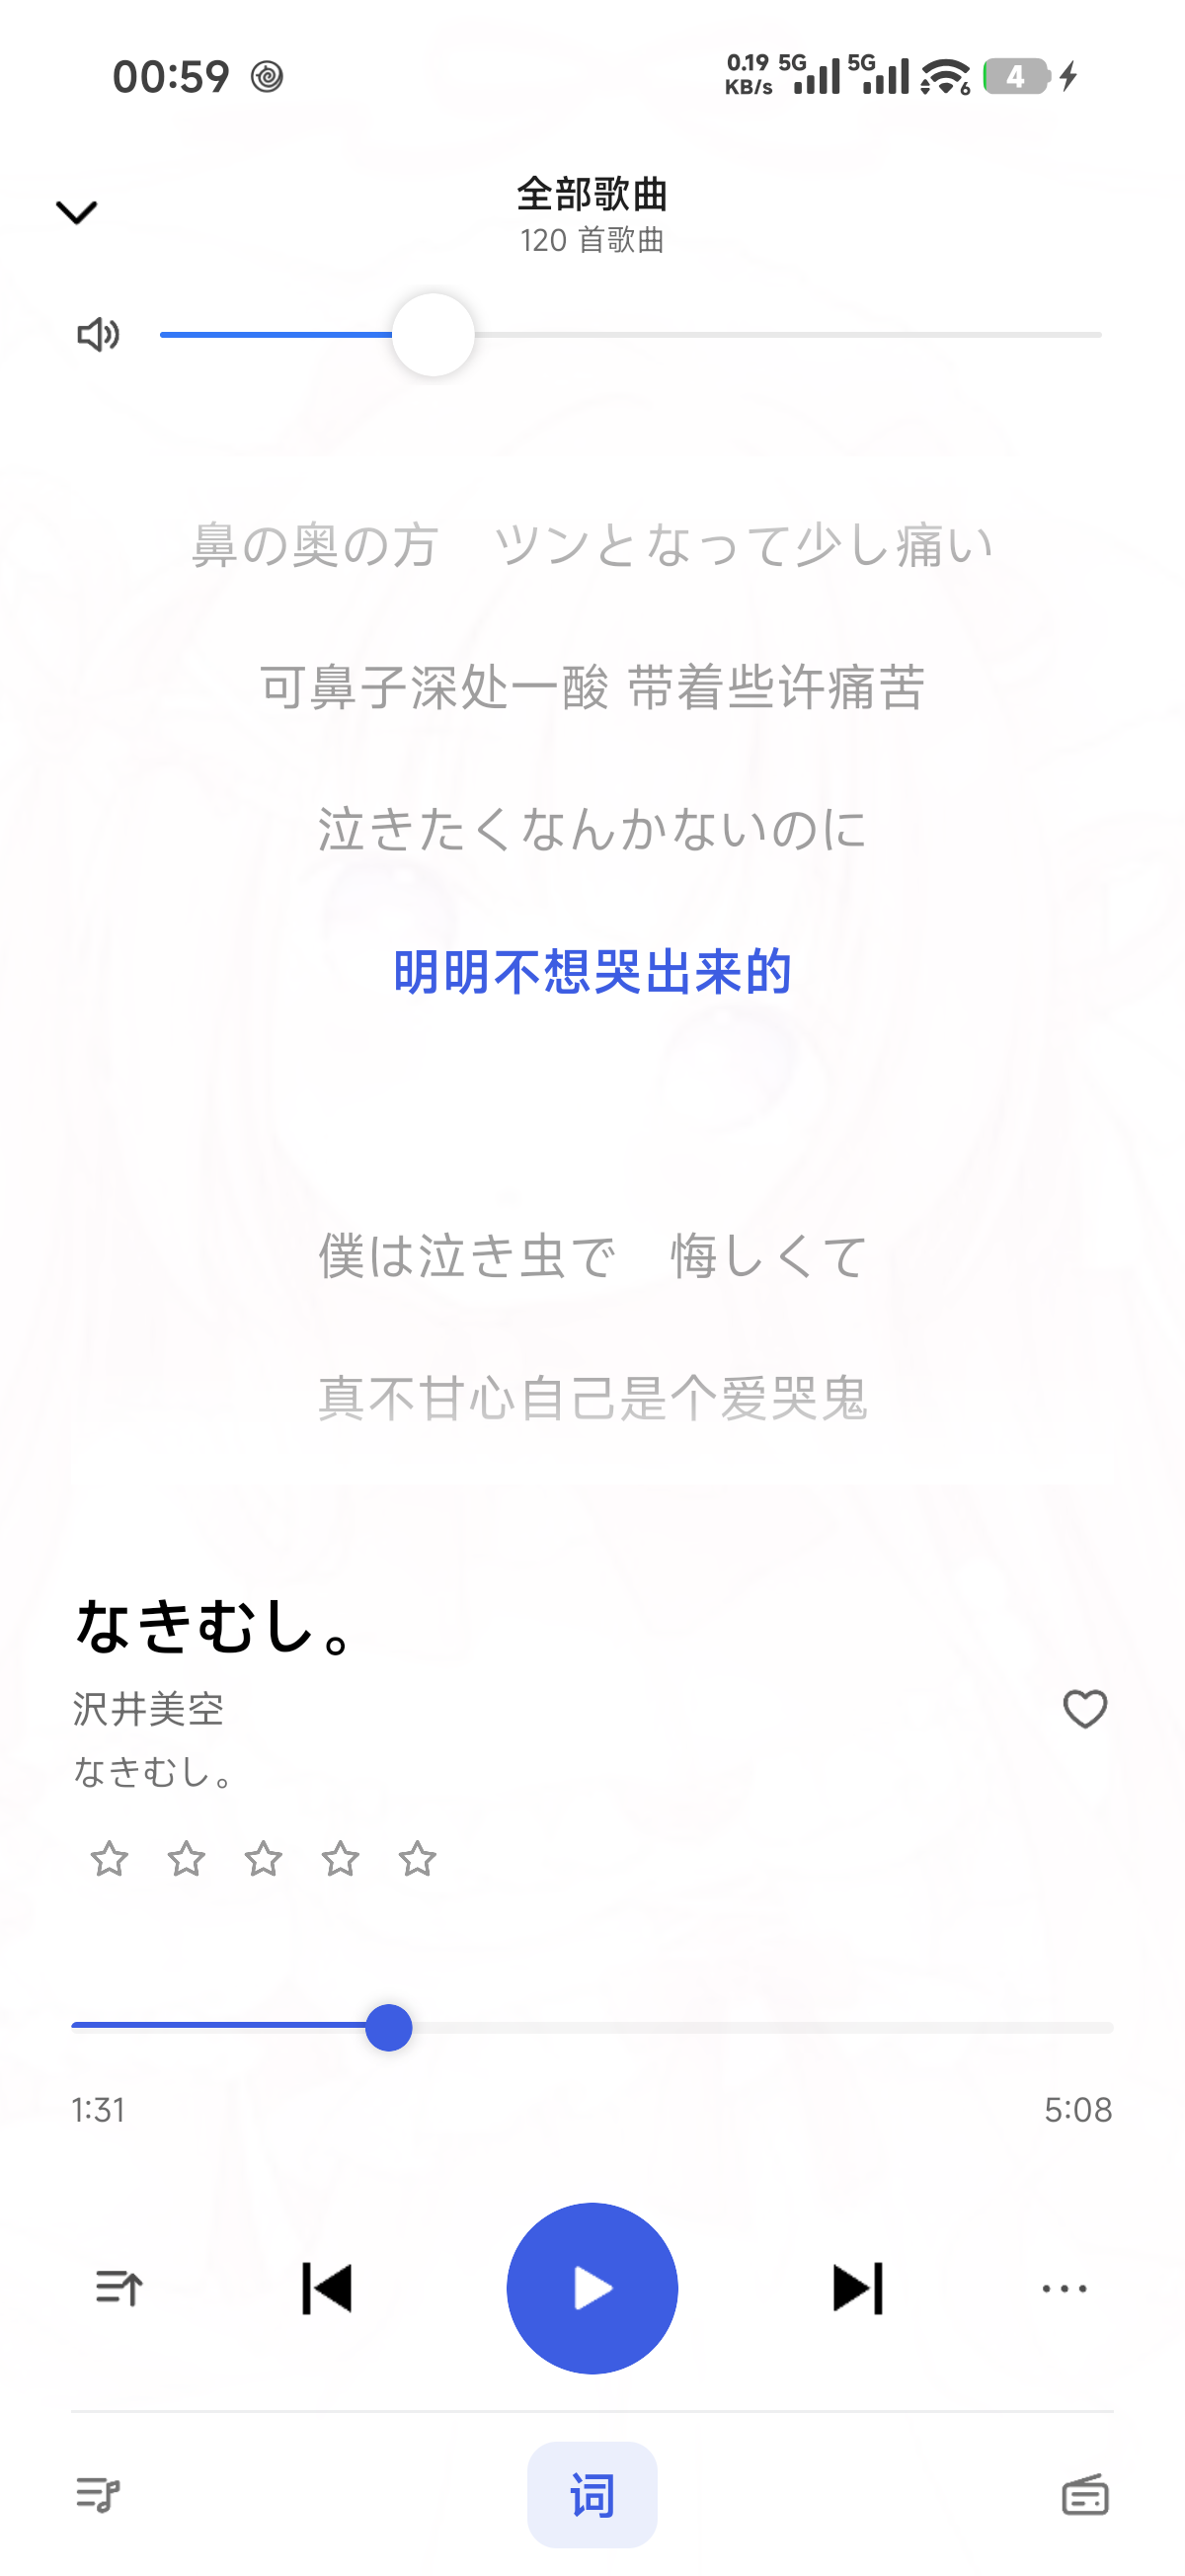 00:59
0.19 KB/s 5G 5G 6 4
全部歌曲
120 首歌曲
鼻の奥の方　ツンとなって少し痛い
可鼻子深处一酸 带着些许痛苦
泣きたくなんかないのに
明明不想哭出来的
僕は泣き虫で　悔しくて
真不甘心自己是个爱哭鬼
なきむし。
沢井美空
なきむし。
1:31
5:08
词